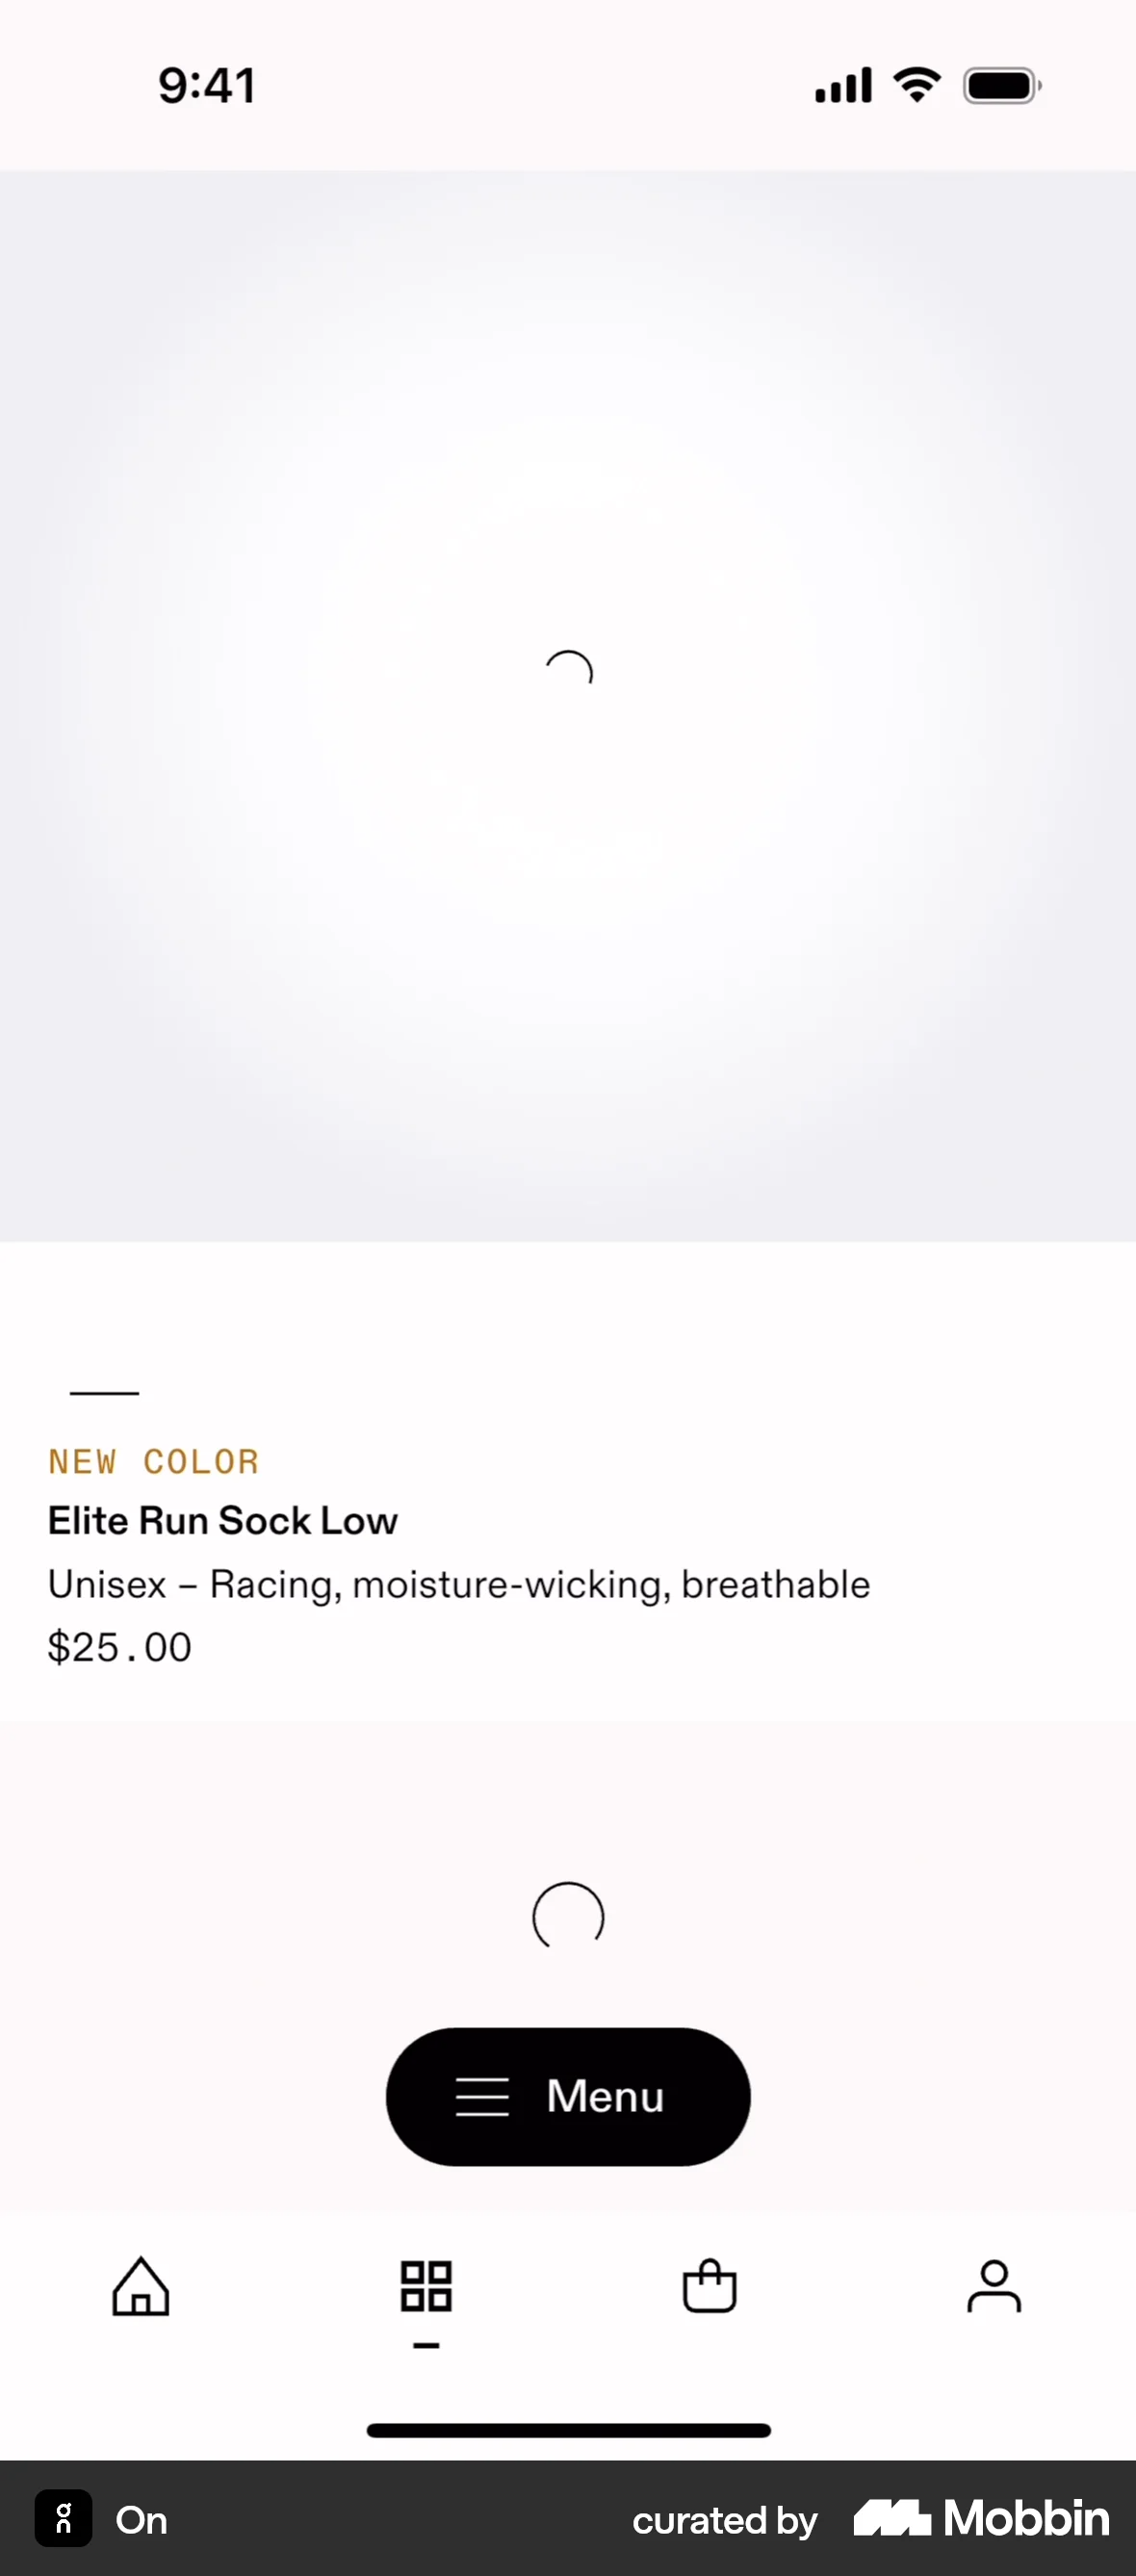 9:41
NEW COLOR
Elite Run Sock Low
Unisex – Racing, moisture-wicking, breathable
$25.00
Menu
On
curated by Mobbin